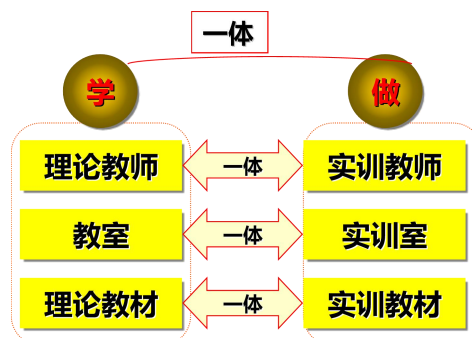 一体
学 做
理论教师 一体 实训教师
教室 一体 实训室
理论教材 一体 实训教材